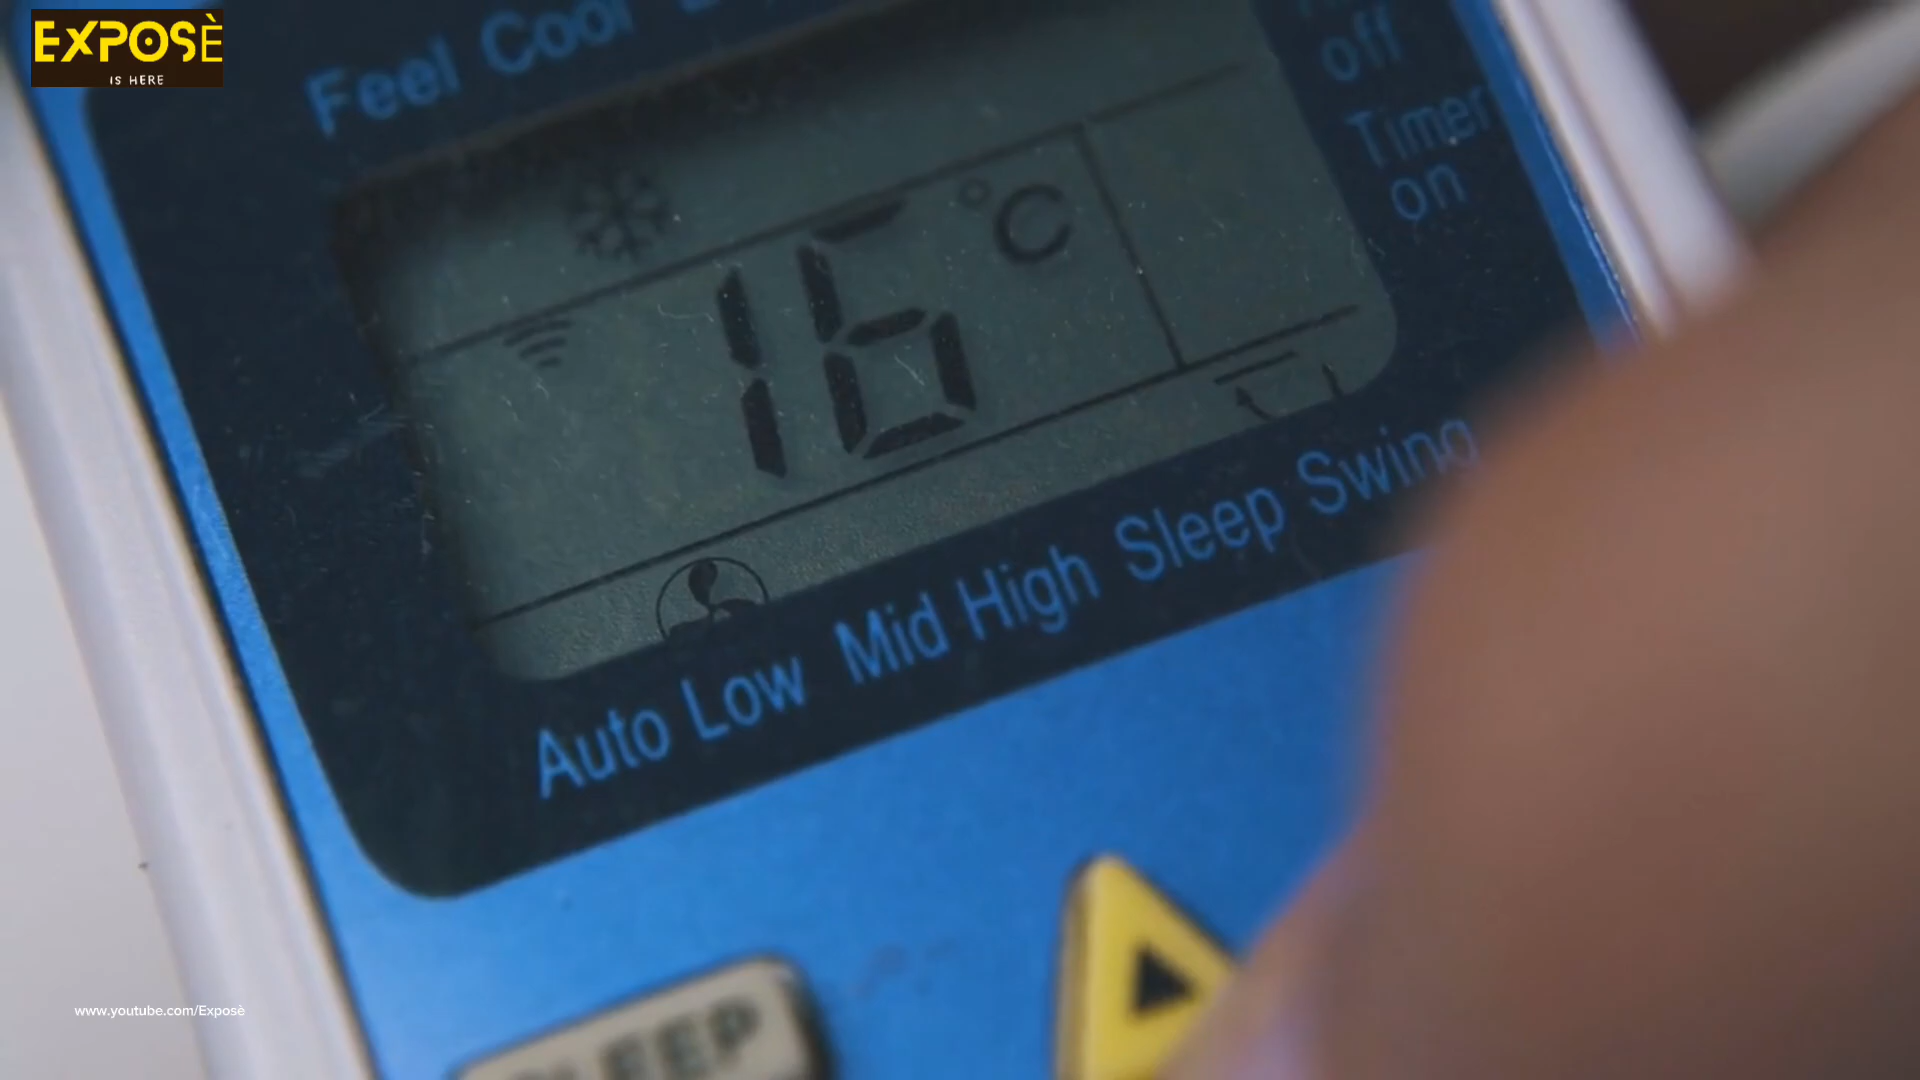 EXPOSÈ
IS HERE
Feel Cool
off
Timer
on
16 °C
Auto Low Mid High Sleep Swing
SLEEP
www.youtube.com/Exposè